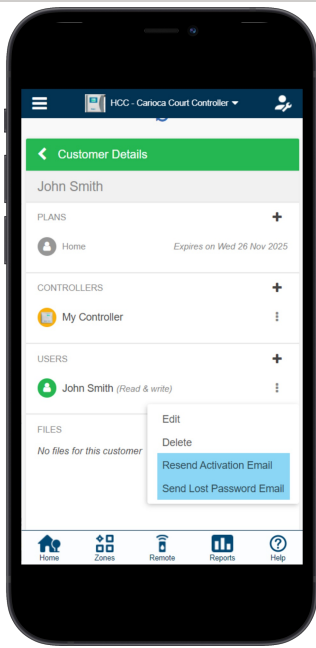 HCC - Carioca Court Controller
Customer Details
John Smith
PLANS
+
Home
Expires on Wed 26 Nov 2025
CONTROLLERS
+
My Controller
USERS
+
John Smith (Read & write)
Edit
Delete
Resend Activation Email
Send Lost Password Email
FILES
No files for this customer
Home
Zones
Remote
Reports
Help